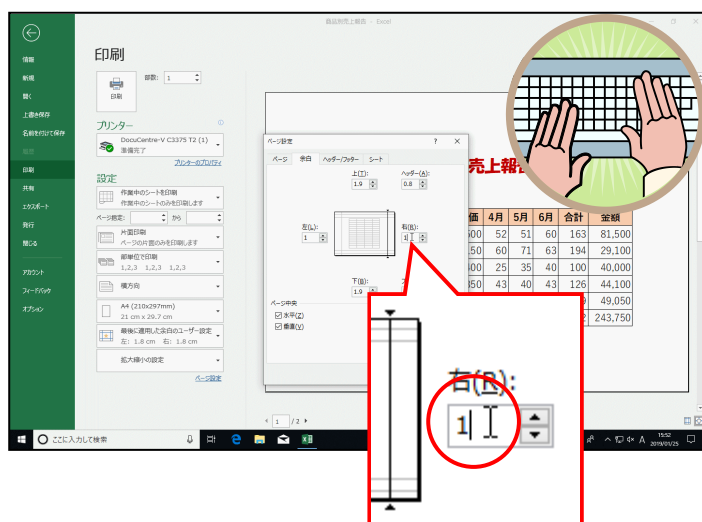 商品別売上報告 - Excel
情報
新規
開く
上書き保存
名前を付けて保存
履歴
印刷
共有
エクスポート
発行
閉じる
アカウント
フィードバック
オプション
印刷
印刷
部数: 1
プリンター
DocuCentre-V C3375 T2 (1)
準備完了
プリンターのプロパティ
設定
作業中のシートを印刷
作業中のシートのみを印刷します
ページ指定: から
片面印刷
ページの片面のみを印刷します
部単位で印刷
1,2,3 1,2,3 1,2,3
横方向
A4 (210x297mm)
21 cm x 29.7 cm
最後に適用した余白のユーザー設定
左: 1.8 cm 右: 1.8 cm
拡大縮小の設定
ページ設定
ページ設定 ? ×
ページ 余白 ヘッダー/フッター シート
上(T): ヘッダー(A):
1.9 0.8
左(L): 右(R):
1 1
下(B):
1.9
ページ中央
水平(Z)
垂直(V)
売上報告
価 4月 5月 6月 合計 金額
500 52 51 60 163 81,500
150 60 71 63 194 29,100
400 25 35 40 100 40,000
350 43 40 43 126 44,100
49,050
243,750
右(R):
1
1 / 2
ここに入力して検索
A 15:52
2019/01/25